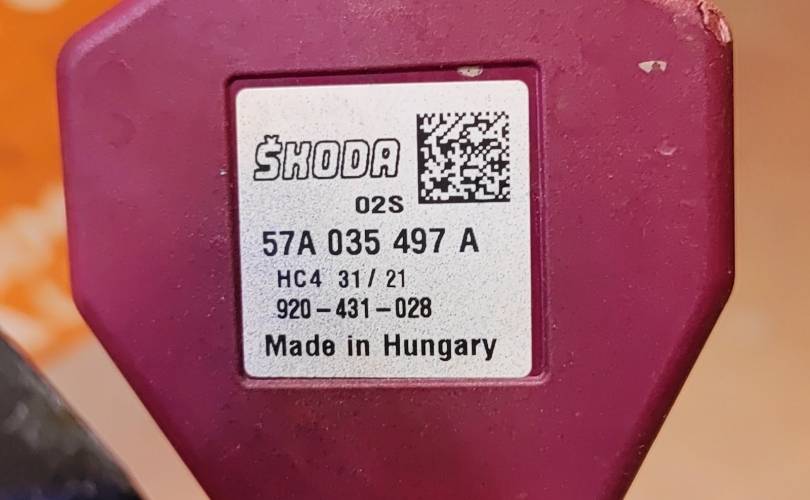 ŠKODA
02S
57A 035 497 A
HC4 31/21
920-431-028
Made in Hungary